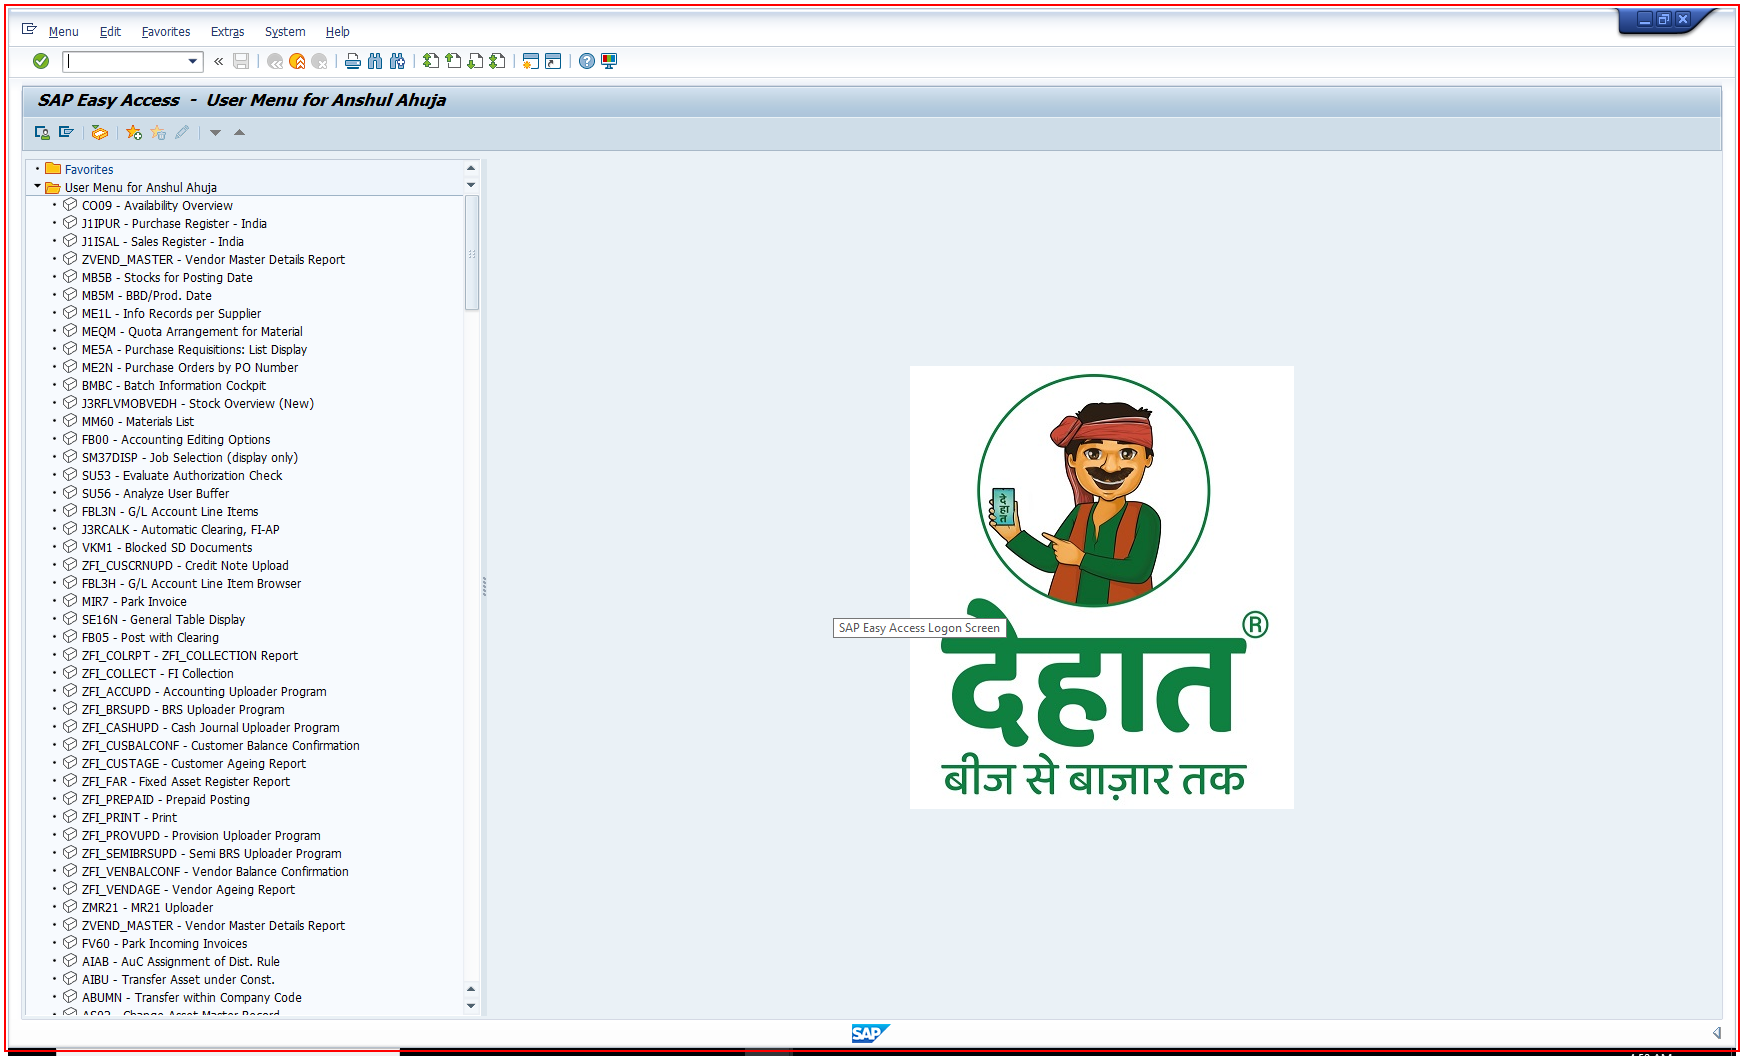 Menu Edit Favorites Extras System Help
SAP Easy Access - User Menu for Anshul Ahuja
Favorites
User Menu for Anshul Ahuja
CO09 - Availability Overview
J1IPUR - Purchase Register - India
J1ISAL - Sales Register - India
ZVEND_MASTER - Vendor Master Details Report
MB5B - Stocks for Posting Date
MB5M - BBD/Prod. Date
ME1L - Info Records per Supplier
MEQM - Quota Arrangement for Material
ME5A - Purchase Requisitions: List Display
ME2N - Purchase Orders by PO Number
BMBC - Batch Information Cockpit
J3RFLVMOBVEDH - Stock Overview (New)
MM60 - Materials List
FB00 - Accounting Editing Options
SM37DISP - Job Selection (display only)
SU53 - Evaluate Authorization Check
SU56 - Analyze User Buffer
FBL3N - G/L Account Line Items
J3RCALK - Automatic Clearing, FI-AP
VKM1 - Blocked SD Documents
ZFI_CUSCRNUPD - Credit Note Upload
FBL3H - G/L Account Line Item Browser
MIR7 - Park Invoice
SE16N - General Table Display
FB05 - Post with Clearing
ZFI_COLRPT - ZFI_COLLECTION Report
ZFI_COLLECT - FI Collection
ZFI_ACCUPD - Accounting Uploader Program
ZFI_BRSUPD - BRS Uploader Program
ZFI_CASHUPD - Cash Journal Uploader Program
ZFI_CUSBALCONF - Customer Balance Confirmation
ZFI_CUSTAGE - Customer Ageing Report
ZFI_FAR - Fixed Asset Register Report
ZFI_PREPAID - Prepaid Posting
ZFI_PRINT - Print
ZFI_PROVUPD - Provision Uploader Program
ZFI_SEMIBRSUPD - Semi BRS Uploader Program
ZFI_VENBALCONF - Vendor Balance Confirmation
ZFI_VENDAGE - Vendor Ageing Report
ZMR21 - MR21 Uploader
ZVEND_MASTER - Vendor Master Details Report
FV60 - Park Incoming Invoices
AIAB - AuC Assignment of Dist. Rule
AIBU - Transfer Asset under Const.
ABUMN - Transfer within Company Code
दे
हा
त
SAP Easy Access Logon Screen
देहात ®
बीज से बाज़ार तक
SAP